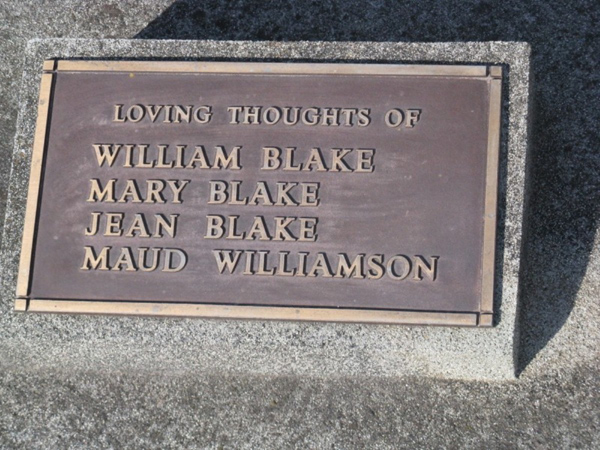 LOVING THOUGHTS OF
WILLIAM BLAKE
MARY BLAKE
JEAN BLAKE
MAUD WILLIAMSON